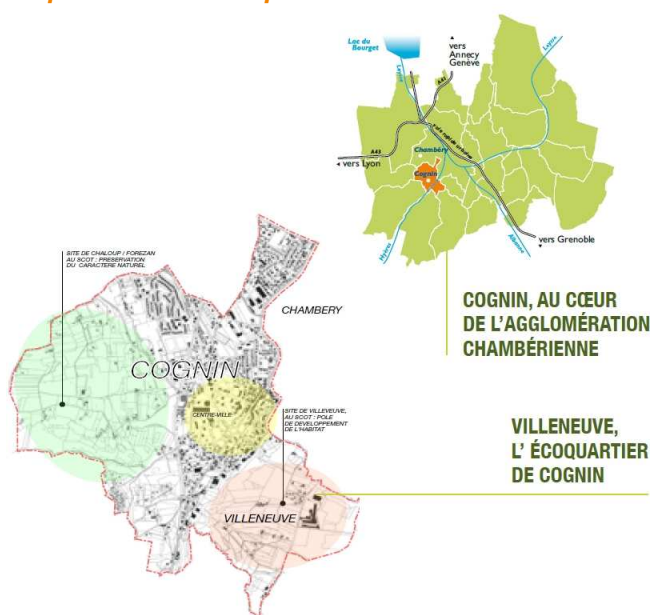 Lac du
Bourget
Leysse
vers
Annecy
Genève
A41
Leysse
A43
vers Lyon
Chambéry
Cognin
Hyères
Albanne
vers Grenoble
COGNIN, AU CŒUR
DE L'AGGLOMÉRATION
CHAMBÉRIENNE
SITE DE CHALOUP / FOREZAN
AU SCOT : PRESERVATION
DU CARACTERE NATUREL
CHAMBERY
COGNIN
CENTRE-VILLE
SITE DE VILLEVEUVE,
AU SCOT : POLE
DE DEVELOPPEMENT
DE L'HABITAT
VILLENEUVE
VILLENEUVE,
L' ÉCOQUARTIER
DE COGNIN